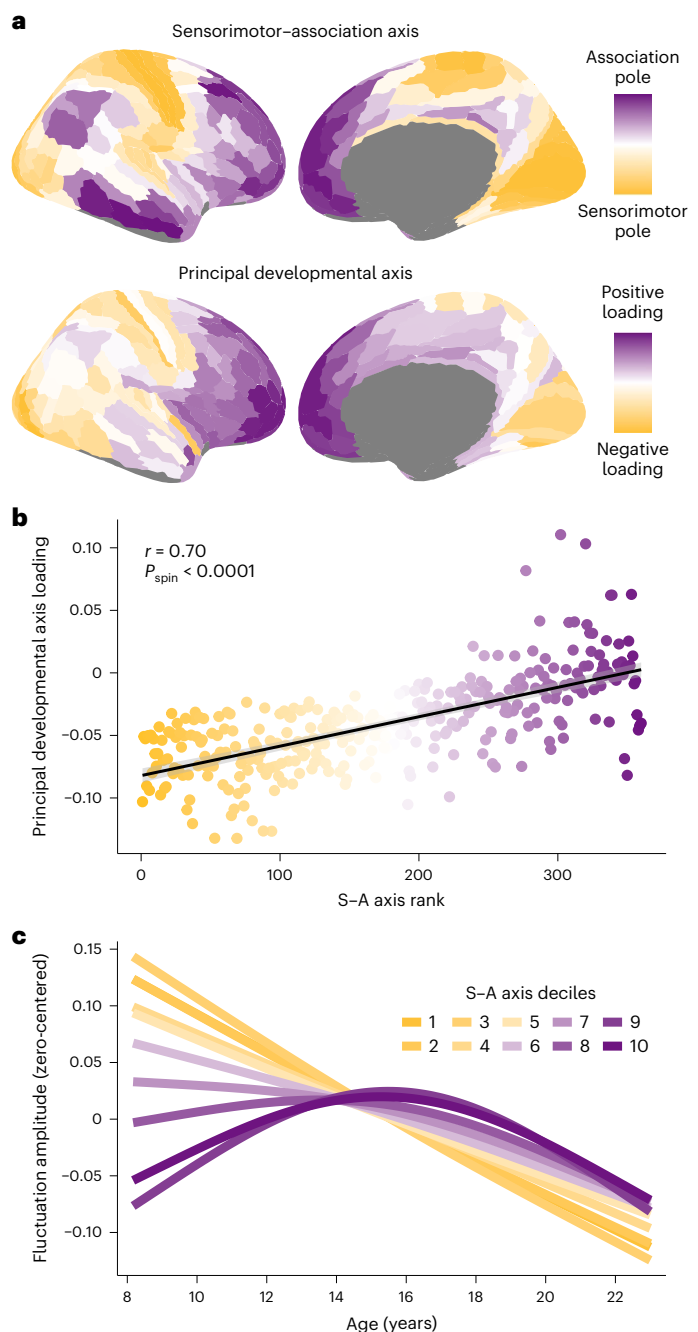 a
Sensorimotor–association axis
Association
pole
Sensorimotor
pole
Principal developmental axis
Positive
loading
Negative
loading
b
Principal developmental axis loading
0.10
0.05
0
−0.05
−0.10
r = 0.70
Pspin < 0.0001
0
100
200
300
S–A axis rank
c
Fluctuation amplitude (zero-centered)
0.15
0.10
0.05
0
−0.05
−0.10
S–A axis deciles
1 3 5 7 9
2 4 6 8 10
8 10 12 14 16 18 20 22
Age (years)